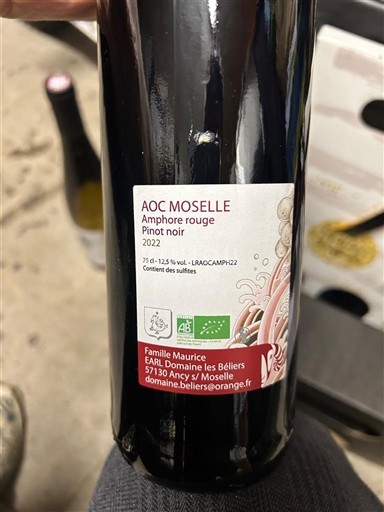 AOC MOSELLE
Amphore rouge
Pinot noir
2022
75 cl - 12,5 % vol. - LRAOCAMPH22
Contient des sulfites
AB
Famille Maurice
EARL Domaine les Béliers
57130 Ancy s/ Moselle
domaine.beliers@orange.fr